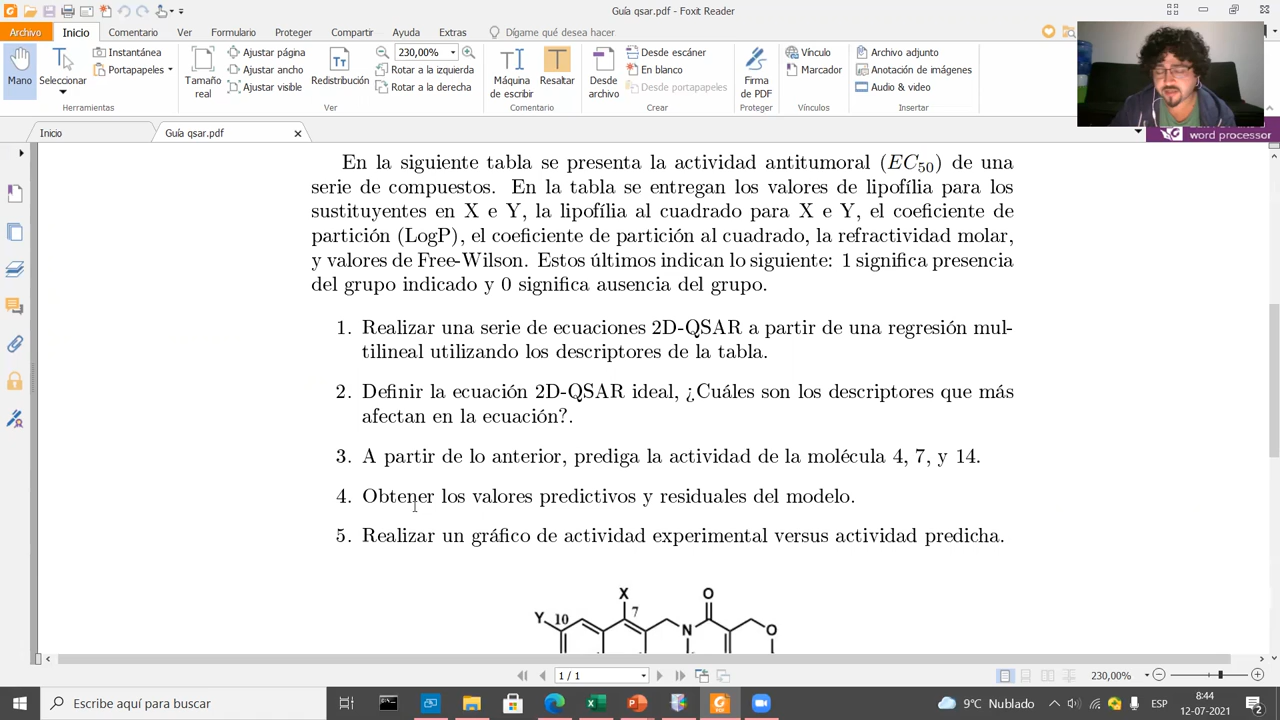 Guía qsar.pdf - Foxit Reader
Archivo Inicio Comentario Ver Formulario Proteger Compartir Ayuda Extras Dígame qué desea hacer.
Mano
Seleccionar
Instantánea
Portapapeles
Herramientas
Tamaño real
Ajustar página
Ajustar ancho
Ajustar visible
Redistribución
230,00%
Rotar a la izquierda
Rotar a la derecha
Ver
Máquina de escribir
Resaltar
Comentario
Desde archivo
Desde escáner
En blanco
Desde portapapeles
Crear
Firma de PDF
Proteger
Vínculo
Marcador
Vínculos
Archivo adjunto
Anotación de imágenes
Audio & video
Insertar
Inicio
Guía qsar.pdf
word processor
En la siguiente tabla se presenta la actividad antitumoral (EC50) de una
serie de compuestos. En la tabla se entregan los valores de lipofília para los
sustituyentes en X e Y, la lipofília al cuadrado para X e Y, el coeficiente de
partición (LogP), el coeficiente de partición al cuadrado, la refractividad molar,
y valores de Free-Wilson. Estos últimos indican lo siguiente: 1 significa presencia
del grupo indicado y 0 significa ausencia del grupo.
1. Realizar una serie de ecuaciones 2D-QSAR a partir de una regresión mul-
tilineal utilizando los descriptores de la tabla.
2. Definir la ecuación 2D-QSAR ideal, ¿Cuáles son los descriptores que más
afectan en la ecuación?.
3. A partir de lo anterior, prediga la actividad de la molécula 4, 7, y 14.
4. Obtener los valores predictivos y residuales del modelo.
5. Realizar un gráfico de actividad experimental versus actividad predicha.
X O
Y 10 7 N O
1 / 1
230,00%
Escribe aquí para buscar
9°C Nublado
ESP
8:44
12-07-2021
2